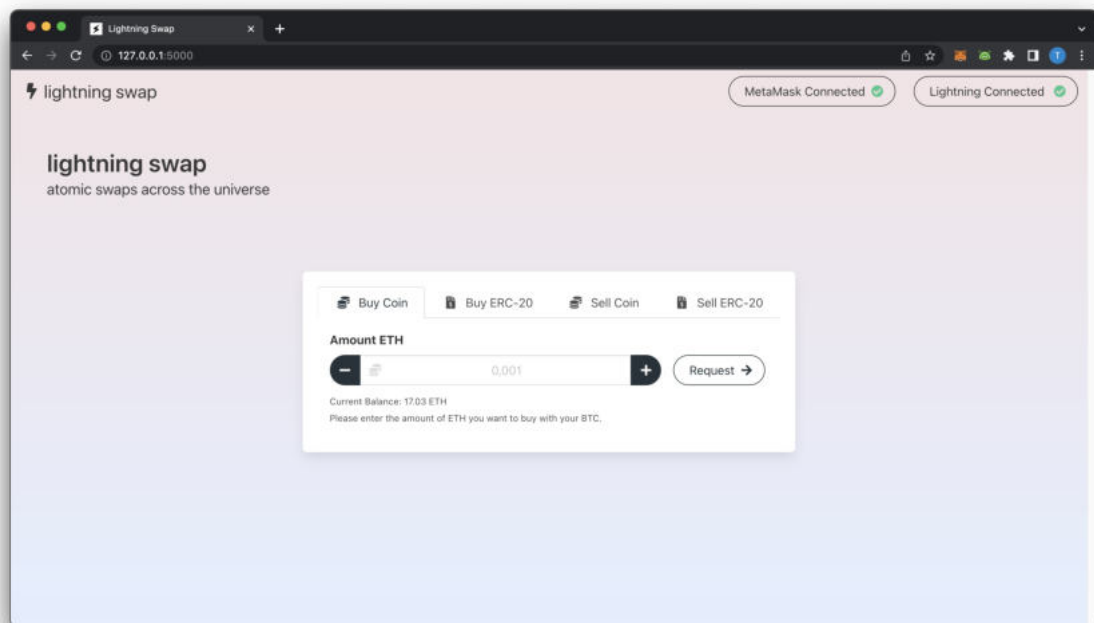 Lightning Swap
127.0.0.1:5000
T
lightning swap
MetaMask Connected
Lightning Connected
lightning swap
atomic swaps across the universe
Buy Coin
Buy ERC-20
Sell Coin
Sell ERC-20
Amount ETH
0,001
Request
Current Balance: 17.03 ETH
Please enter the amount of ETH you want to buy with your BTC.